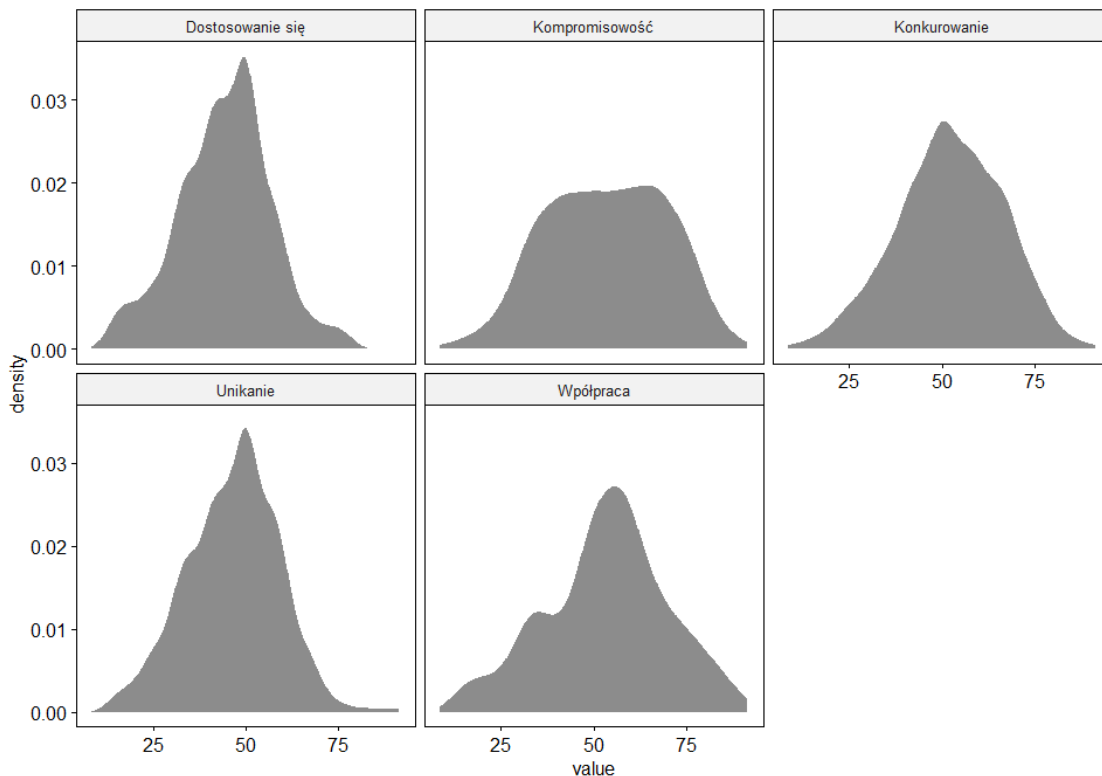 Dostosowanie się
Kompromisowość
Konkurowanie
0.03
0.02
0.01
0.00
25 50 75
density
Unikanie
Wpółpraca
0.03
0.02
0.01
0.00
25 50 75
25 50 75
value